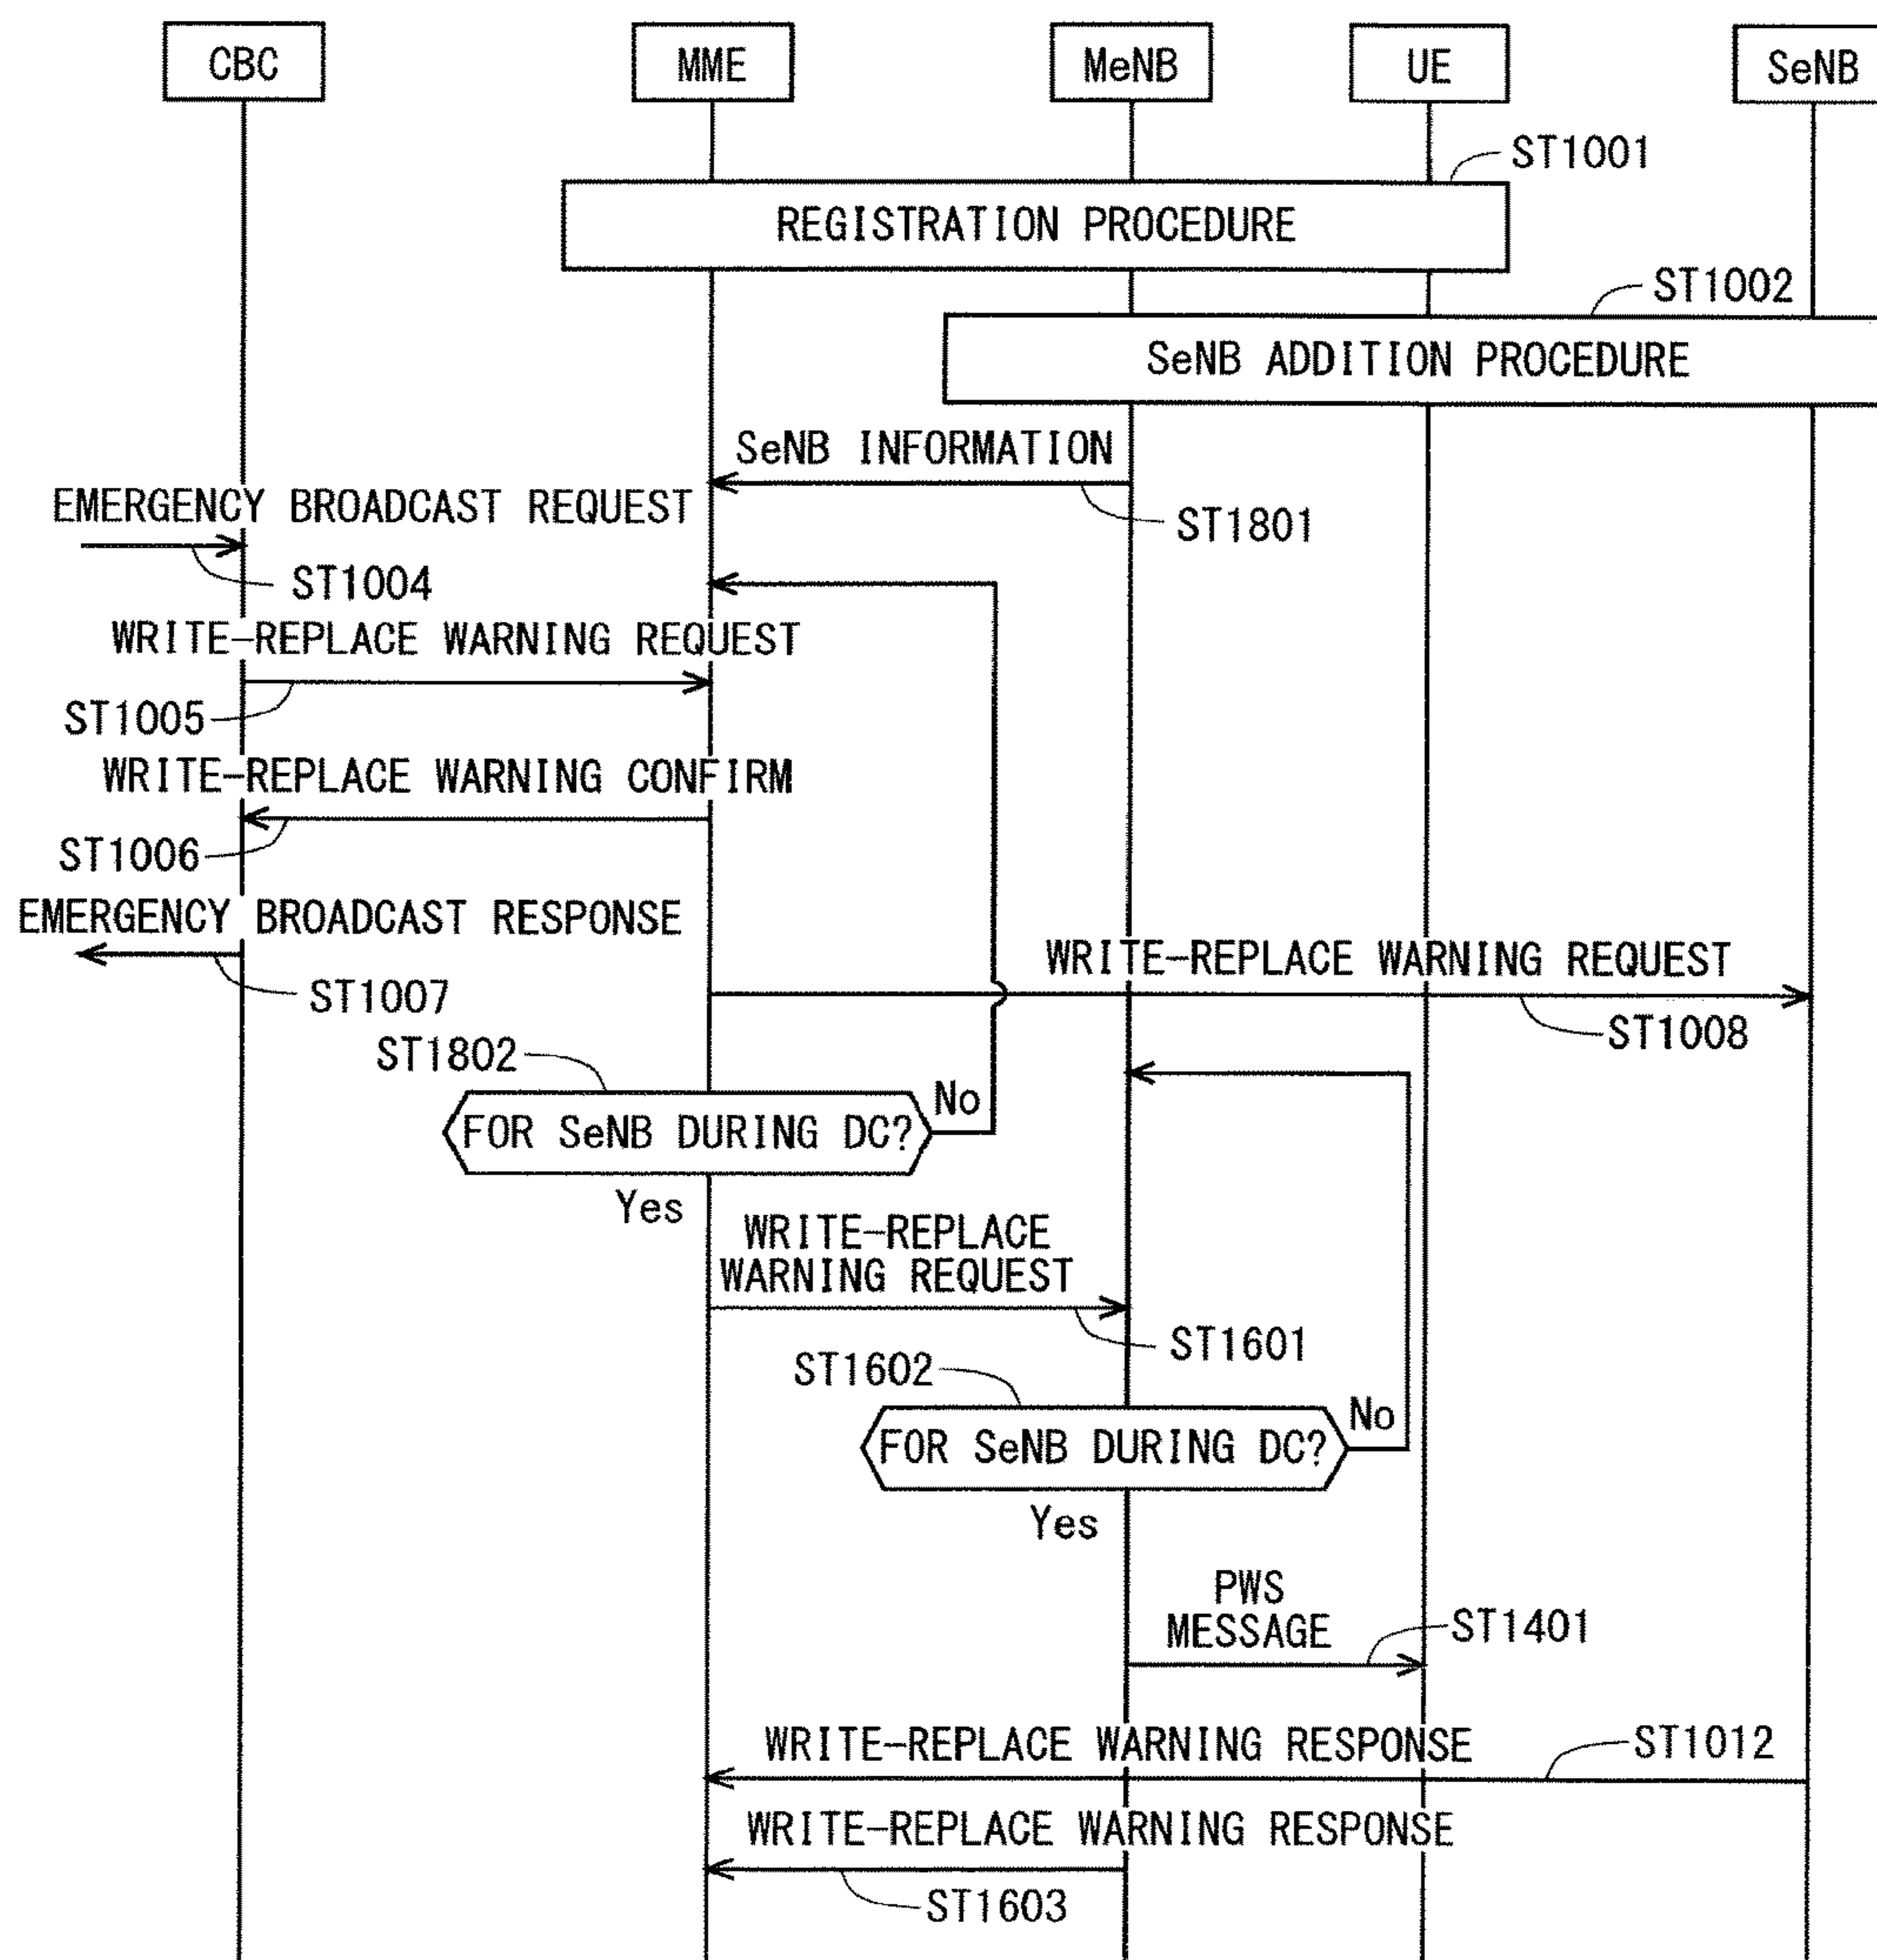 CBC
MME
MeNB
UE
SeNB
ST1001
REGISTRATION PROCEDURE
ST1002
SeNB ADDITION PROCEDURE
SeNB INFORMATION
ST1801
EMERGENCY BROADCAST REQUEST
ST1004
WRITE-REPLACE WARNING REQUEST
ST1005
WRITE-REPLACE WARNING CONFIRM
ST1006
EMERGENCY BROADCAST RESPONSE
ST1007
WRITE-REPLACE WARNING REQUEST
ST1008
ST1802
FOR SeNB DURING DC?
No
Yes
WRITE-REPLACE
WARNING REQUEST
ST1601
ST1602
FOR SeNB DURING DC?
No
Yes
PWS
MESSAGE
ST1401
WRITE-REPLACE WARNING RESPONSE
ST1012
WRITE-REPLACE WARNING RESPONSE
ST1603